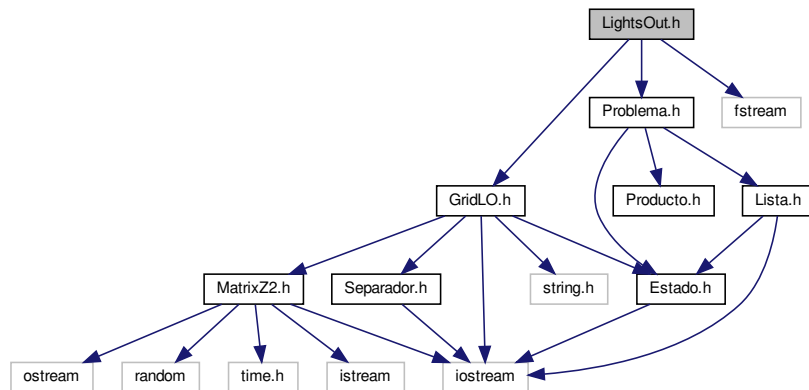 LightsOut.h
Problema.h
fstream
GridLO.h
Producto.h
Lista.h
MatrixZ2.h
Separador.h
string.h
Estado.h
ostream
random
time.h
istream
iostream